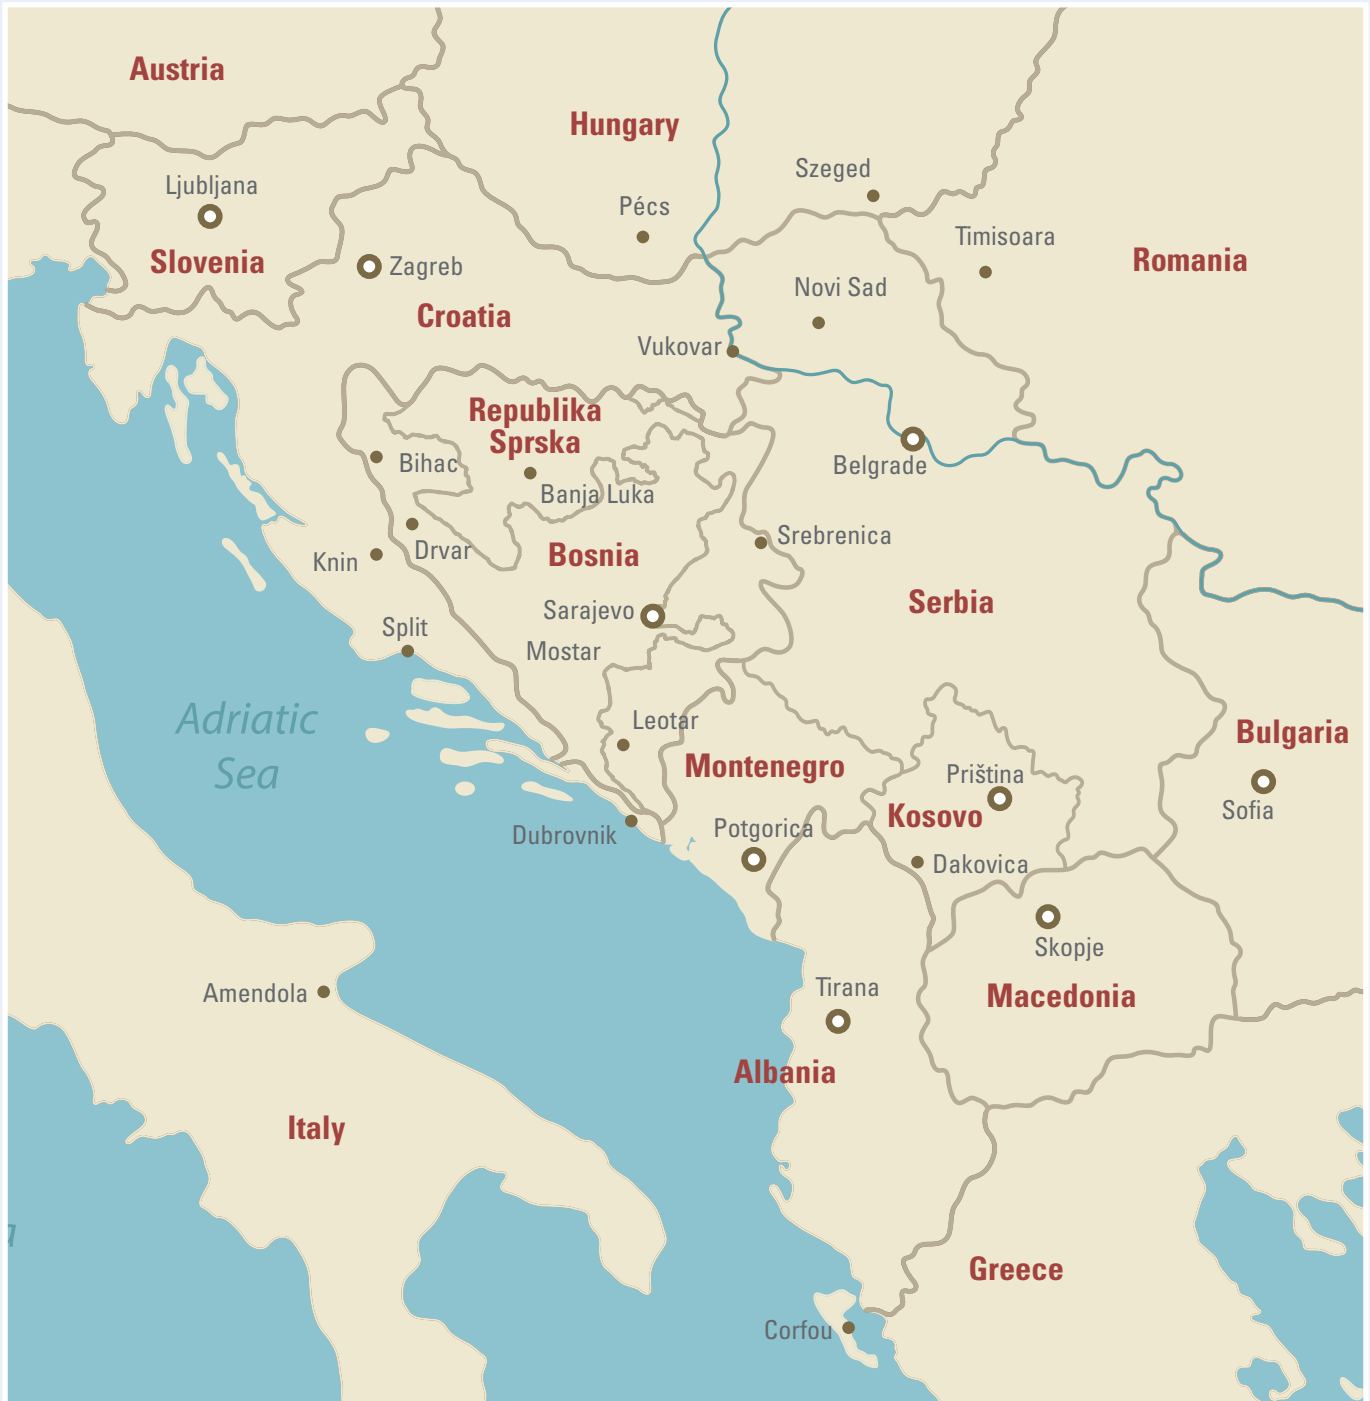 Austria
Hungary
Szeged
Ljubljana
Pécs
Timisoara
Slovenia
Zagreb
Romania
Novi Sad
Croatia
Vukovar
Republika
Sprska
Bihac
Belgrade
Banja Luka
Srebrenica
Drvar
Knin
Bosnia
Serbia
Sarajevo
Split
Mostar
Adriatic
Sea
Leotar
Bulgaria
Montenegro
Priština
Sofia
Kosovo
Potgorica
Dubrovnik
Dakovica
Skopje
Tirana
Amendola
Macedonia
Albania
Italy
Greece
Corfou